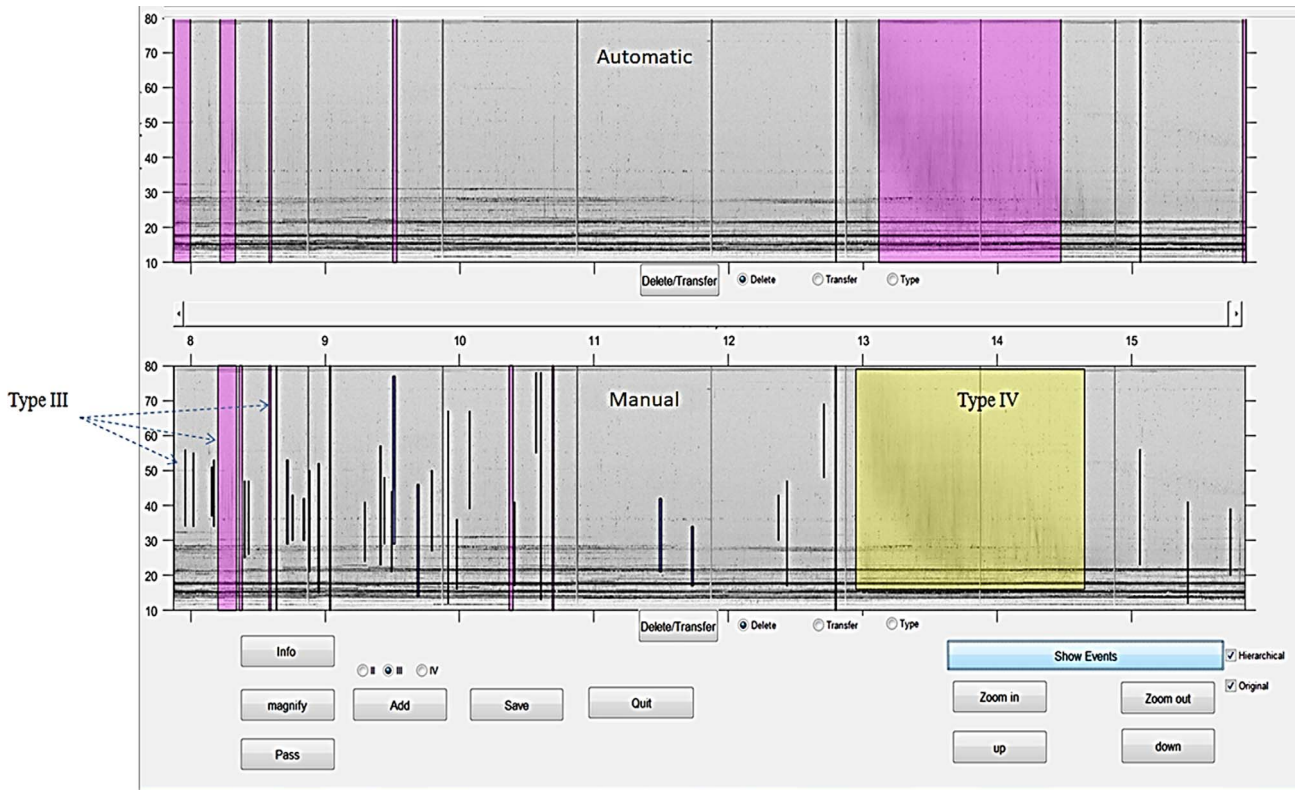 80
70
60
50
40
30
20
10
Automatic
Delete/Transfer Delete Transfer Type
8 9 10 11 12 13 14 15
80
70
60
50
40
30
20
10
Type III
Manual
Type IV
Delete/Transfer Delete Transfer Type
Info
II III IV
Show Events Hierarchical
Original
magnify Add Save Quit Zoom in Zoom out
Pass up down